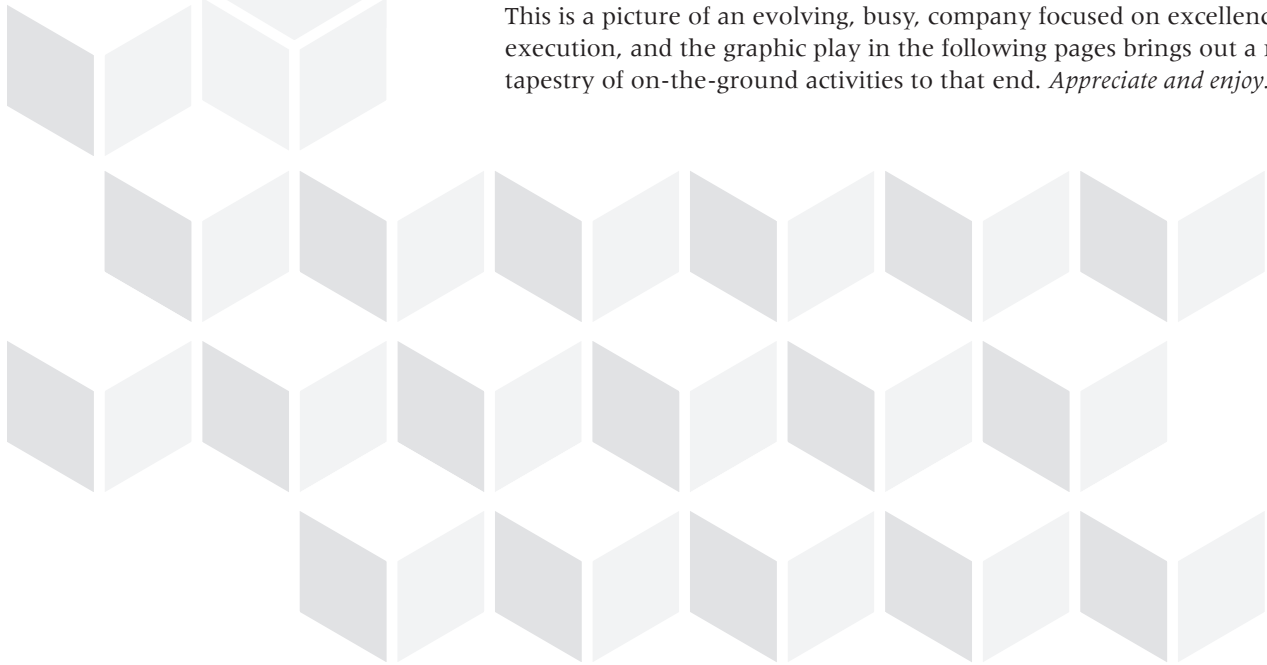 This is a picture of an evolving, busy, company focused on excellenc
execution, and the graphic play in the following pages brings out a
tapestry of on-the-ground activities to that end. Appreciate and enjoy.